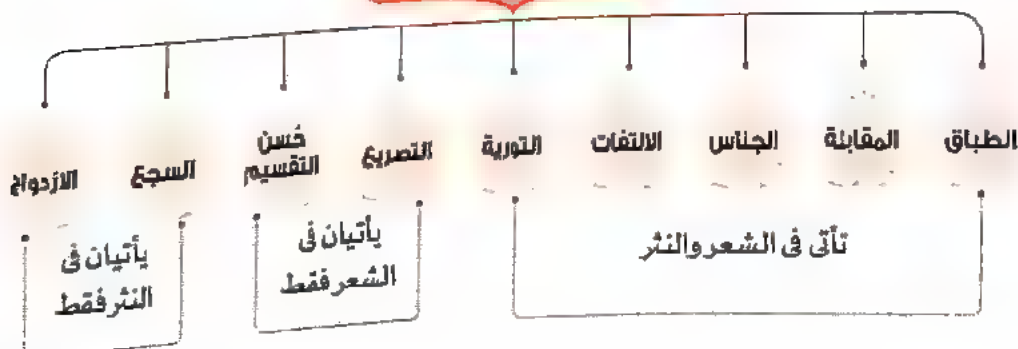 الطباق
المقابلة
الجناس
الالتفات
التورية
التصريع
حُسن
التقسيم
السجع
الازدواج
تأتى فى الشعر والنثر
يأتيان فى
الشعر فقط
يأتيان فى
النثر فقط